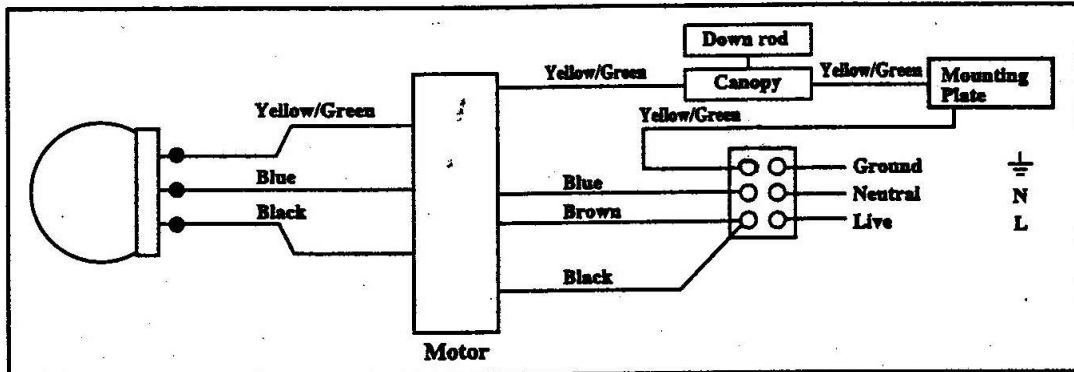 Down rod
Yellow/Green
Canopy
Yellow/Green
Mounting
Plate
Yellow/Green
Yellow/Green
Ground
Blue
Blue
Neutral
N
Black
Brown
Live
L
Black
Motor